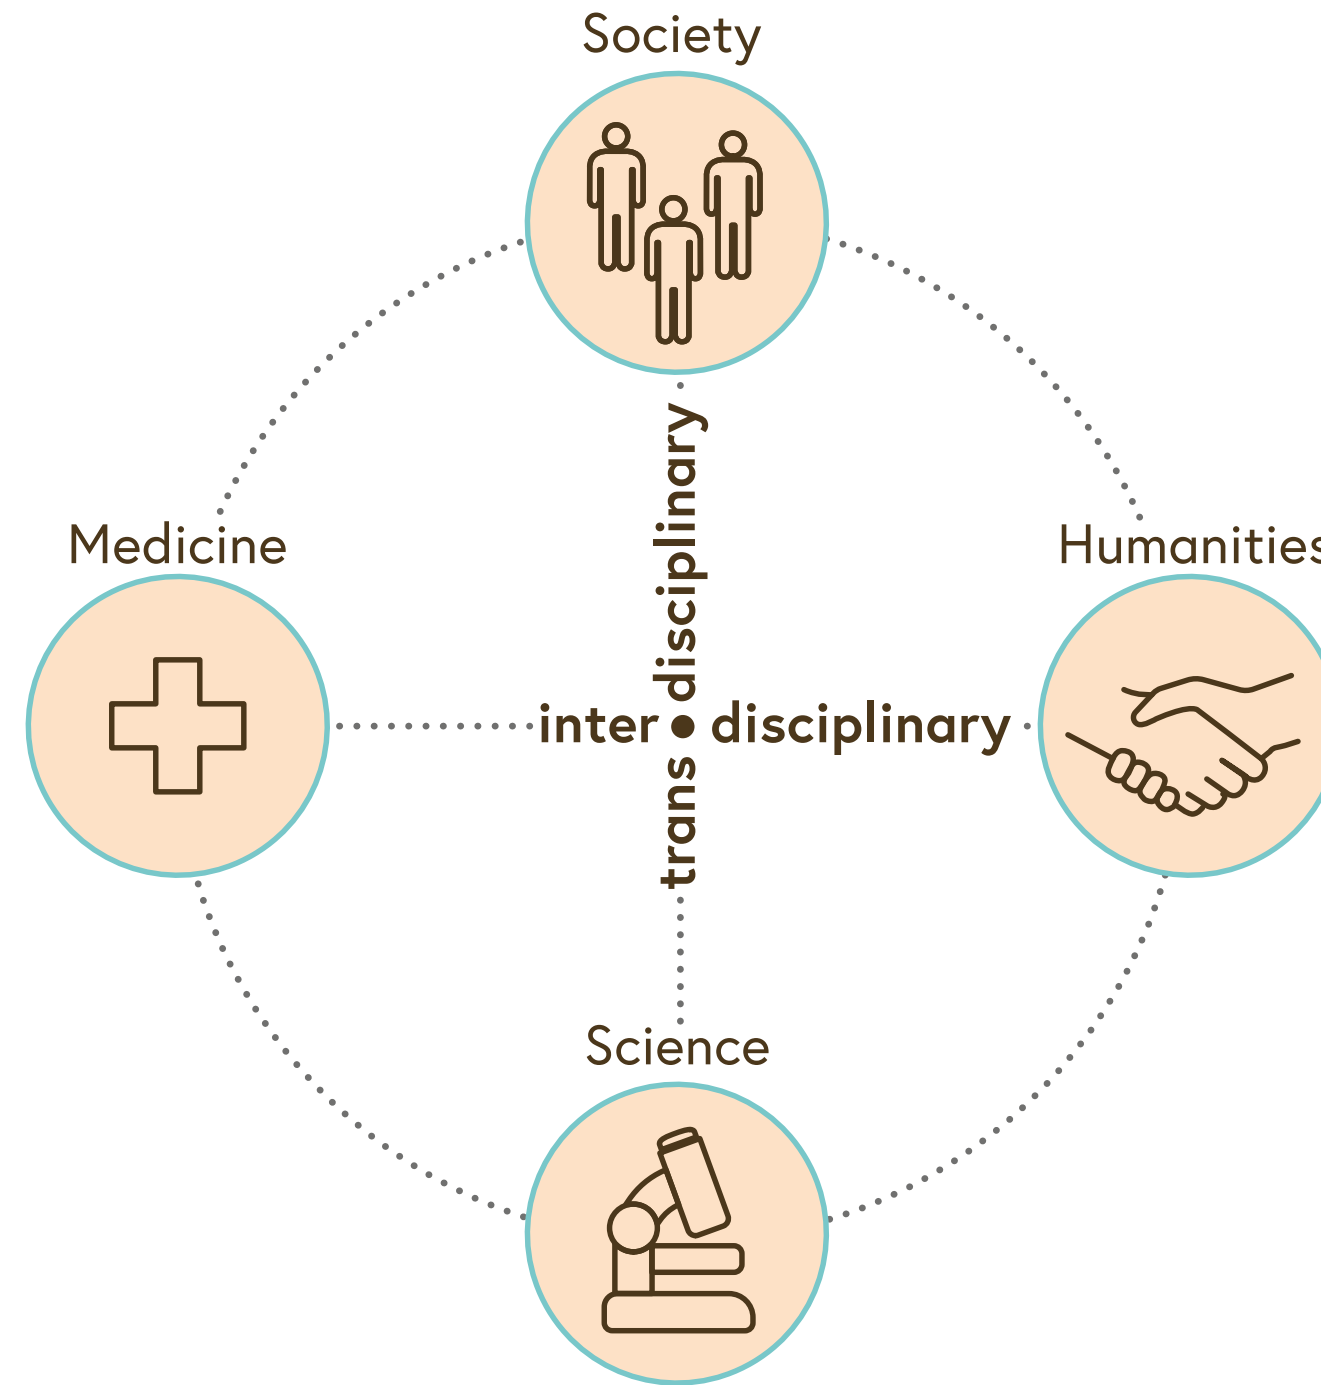 Society
Medicine
Humanities
trans • disciplinary
inter • disciplinary
Science